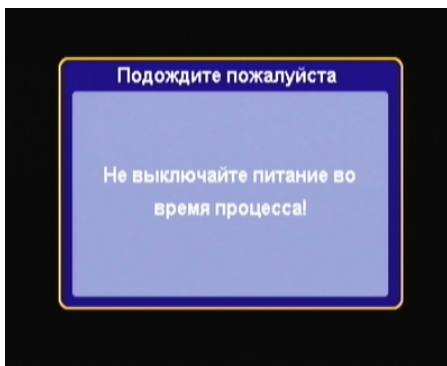 Подождите пожалуйста
Не выключайте питание во
время процесса!